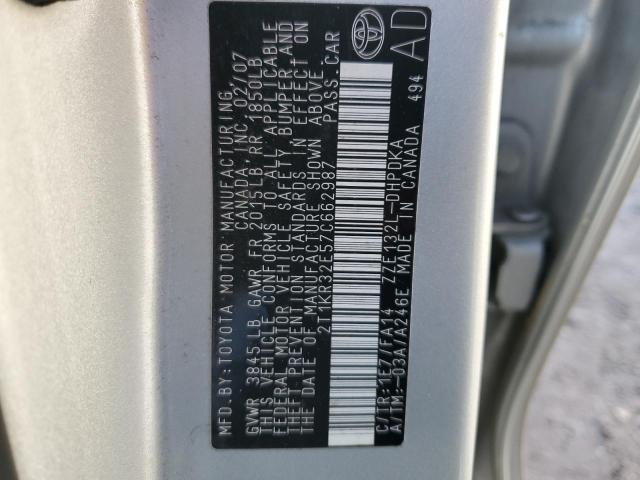 MFD.BY:TOYOTA MOTOR MANUFACTURING
CANADA, INC. 02/07
GVWR 3845LB GAWR FR 2015LB RR 1850LB
THIS VEHICLE CONFORMS TO ALL APPLICABLE
FEDERAL MOTOR VEHICLE SAFETY, BUMPER AND
THEFT PREVENTION STANDARDS IN EFFECT ON
THE DATE OF MANUFACTURE SHOWN ABOVE.
2T1KR32E57C662987 PASS.CAR
C/TR:1E7/FA14 ZZE132L-DHPDKA
A/TM:-03A/A246E MADE IN CANADA
494
AD